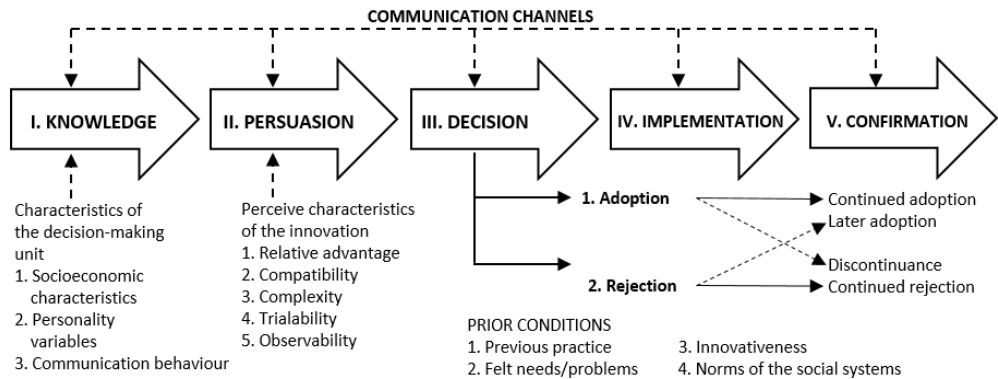 COMMUNICATION CHANNELS
I. KNOWLEDGE
II. PERSUASION
III. DECISION
IV. IMPLEMENTATION
V. CONFIRMATION
Characteristics of
the decision-making
unit
1. Socioeconomic
characteristics
2. Personality
variables
3. Communication behaviour
Perceive characteristics
of the innovation
1. Relative advantage
2. Compatibility
3. Complexity
4. Trialability
5. Observability
1. Adoption
2. Rejection
Continued adoption
Later adoption
Discontinuance
Continued rejection
PRIOR CONDITIONS
1. Previous practice
2. Felt needs/problems
3. Innovativeness
4. Norms of the social systems